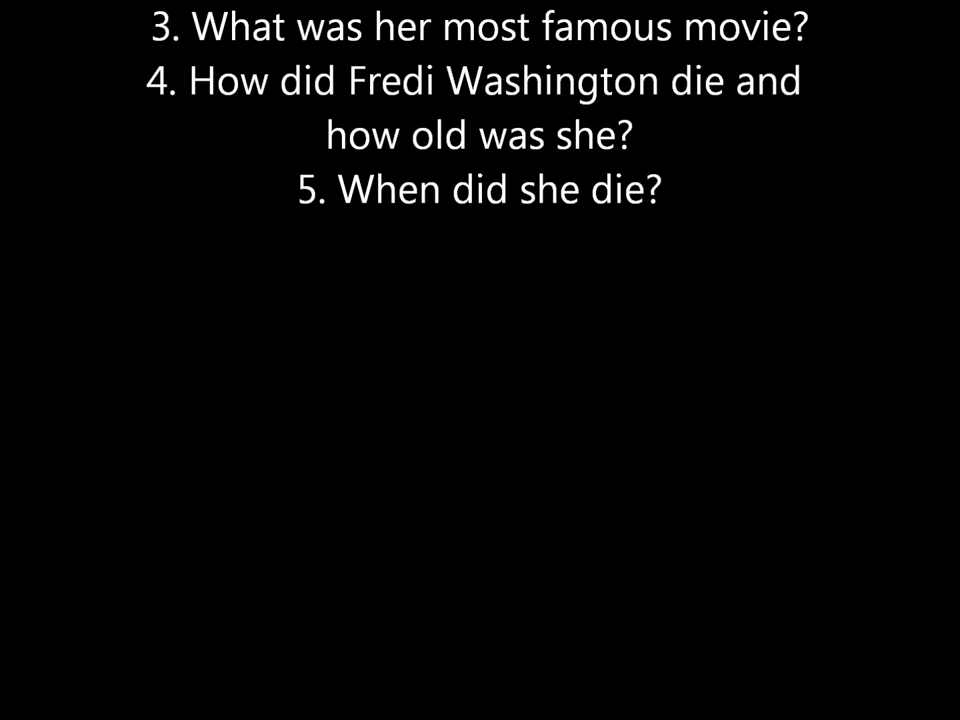 3. What was her most famous movie?
4. How did Fredi Washington die and
how old was she?
5. When did she die?